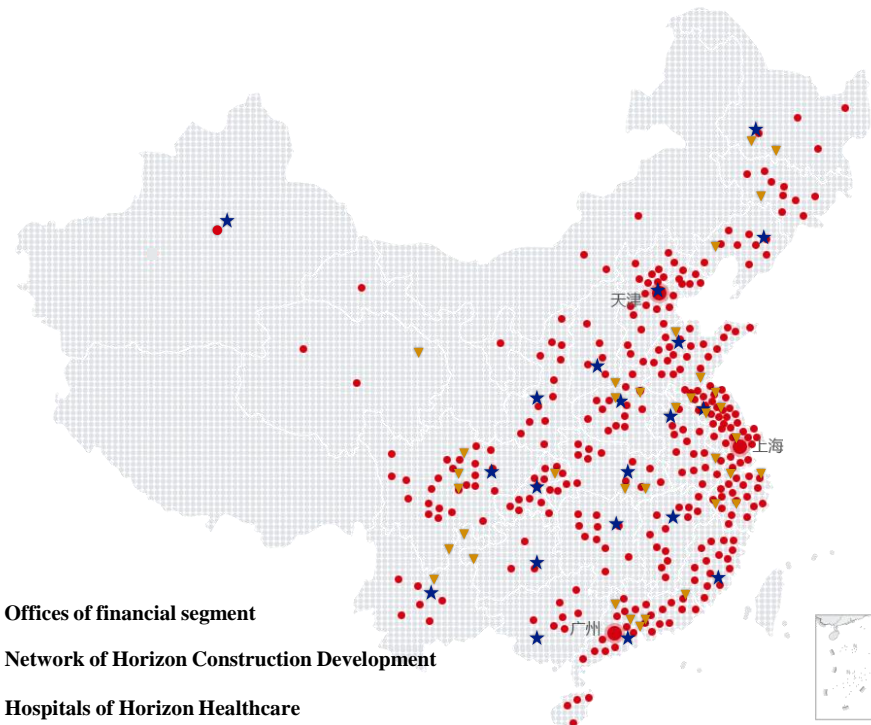 天津
上海
广州
Offices of financial segment
Network of Horizon Construction Development
Hospitals of Horizon Healthcare